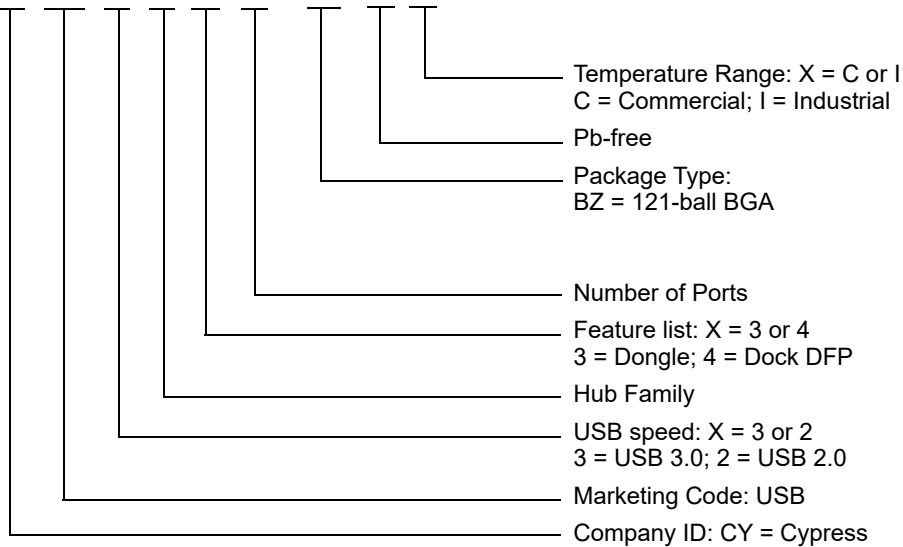 Temperature Range: X = C or I
C = Commercial; I = Industrial
Pb-free
Package Type:
BZ = 121-ball BGA
Number of Ports
Feature list: X = 3 or 4
3 = Dongle; 4 = Dock DFP
Hub Family
USB speed: X = 3 or 2
3 = USB 3.0; 2 = USB 2.0
Marketing Code: USB
Company ID: CY = Cypress